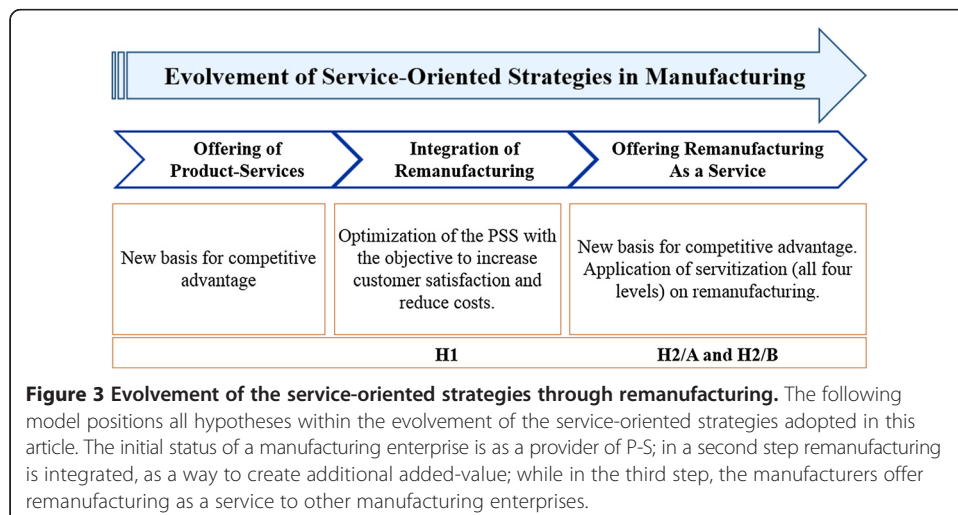 Evolvement of Service-Oriented Strategies in Manufacturing
Offering of
Product-Services
Integration of
Remanufacturing
Offering Remanufacturing
As a Service
New basis for competitive
advantage
Optimization of the PSS with
the objective to increase
customer satisfaction and
reduce costs.
New basis for competitive advantage.
Application of servitization (all four
levels) on remanufacturing.
H1
H2/A and H2/B
Figure 3 Evolvement of the service-oriented strategies through remanufacturing. The following
model positions all hypotheses within the evolvement of the service-oriented strategies adopted in this
article. The initial status of a manufacturing enterprise is as a provider of P-S; in a second step remanufacturing
is integrated, as a way to create additional added-value; while in the third step, the manufacturers offer
remanufacturing as a service to other manufacturing enterprises.